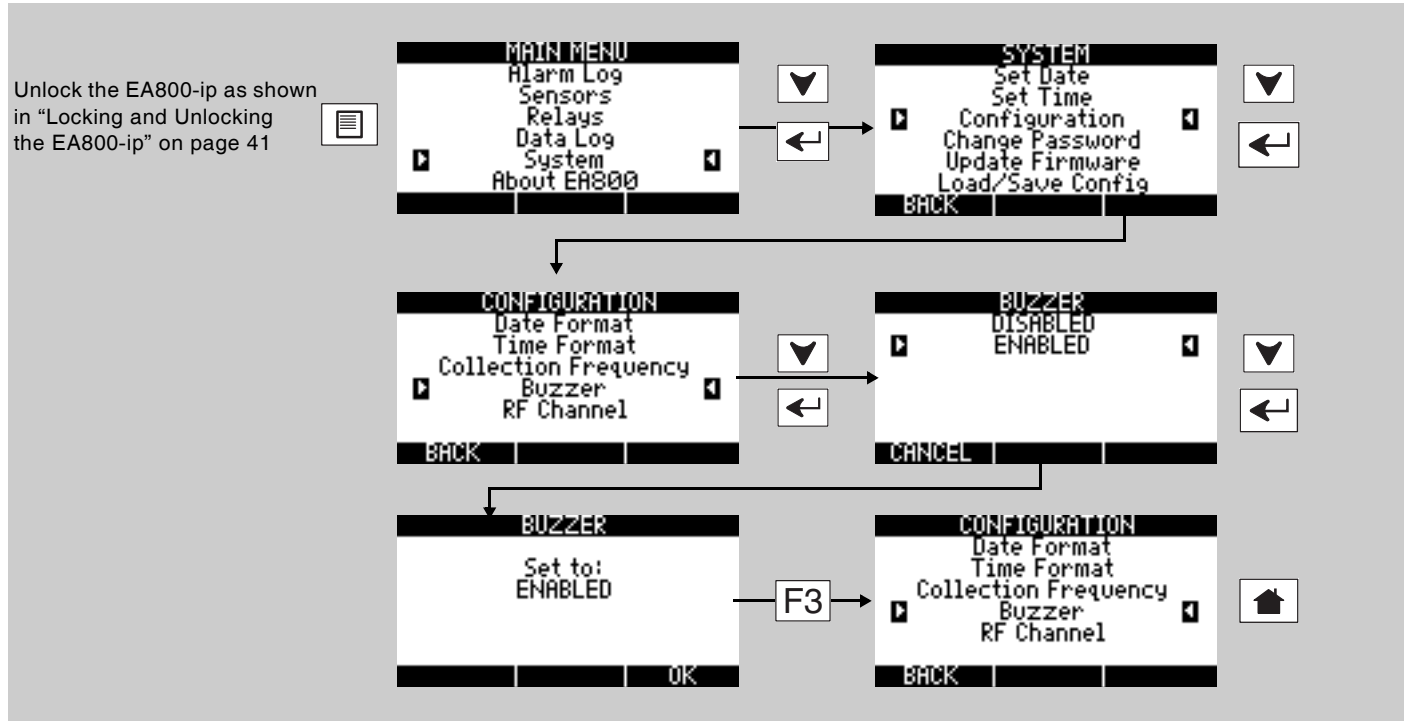 Unlock the EA800-ip as shown
in “Locking and Unlocking
the EA800-ip” on page 41
MAIN MENU
Alarm Log
Sensors
Relays
Data Log
System
About EA800
SYSTEM
Set Date
Set Time
Configuration
Change Password
Update Firmware
Load/Save Config
BACK
CONFIGURATION
Date Format
Time Format
Collection Frequency
Buzzer
RF Channel
BACK
BUZZER
DISABLED
ENABLED
CANCEL
BUZZER
Set to:
ENABLED
OK
F3
CONFIGURATION
Date Format
Time Format
Collection Frequency
Buzzer
RF Channel
BACK